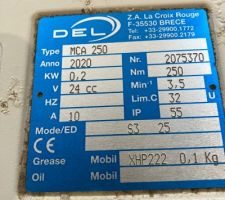 DEL
Z.A. La Croix Rouge
F-35530 BRECE
Tel.: +33-29900.1772
Fax: +33-29900.2179
Type MCA 250
Anno 2020 Nr. 2075370
KW 0,2 Nm 250
V 24 cc Min-1 3,5
HZ Lim.C 32 U
A 10 IP 55
Mode/ED S3 25
CE
Grease Mobil XHP222 0,1 Kg
Oil Mobil